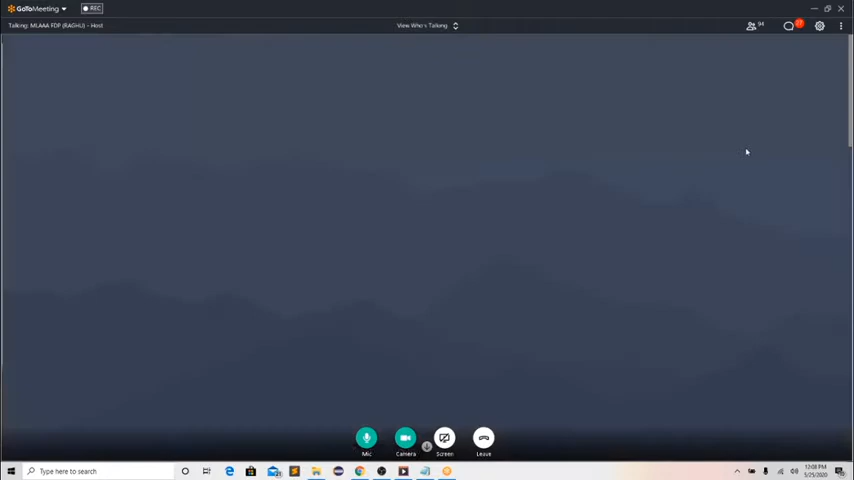 GoToMeeting
REC
Talking: MLAAA FDP (RAGHU) - Host
View Who's Talking
94
Mic
Camera
Screen
Leave
Type here to search
12:08 PM
5/25/2020